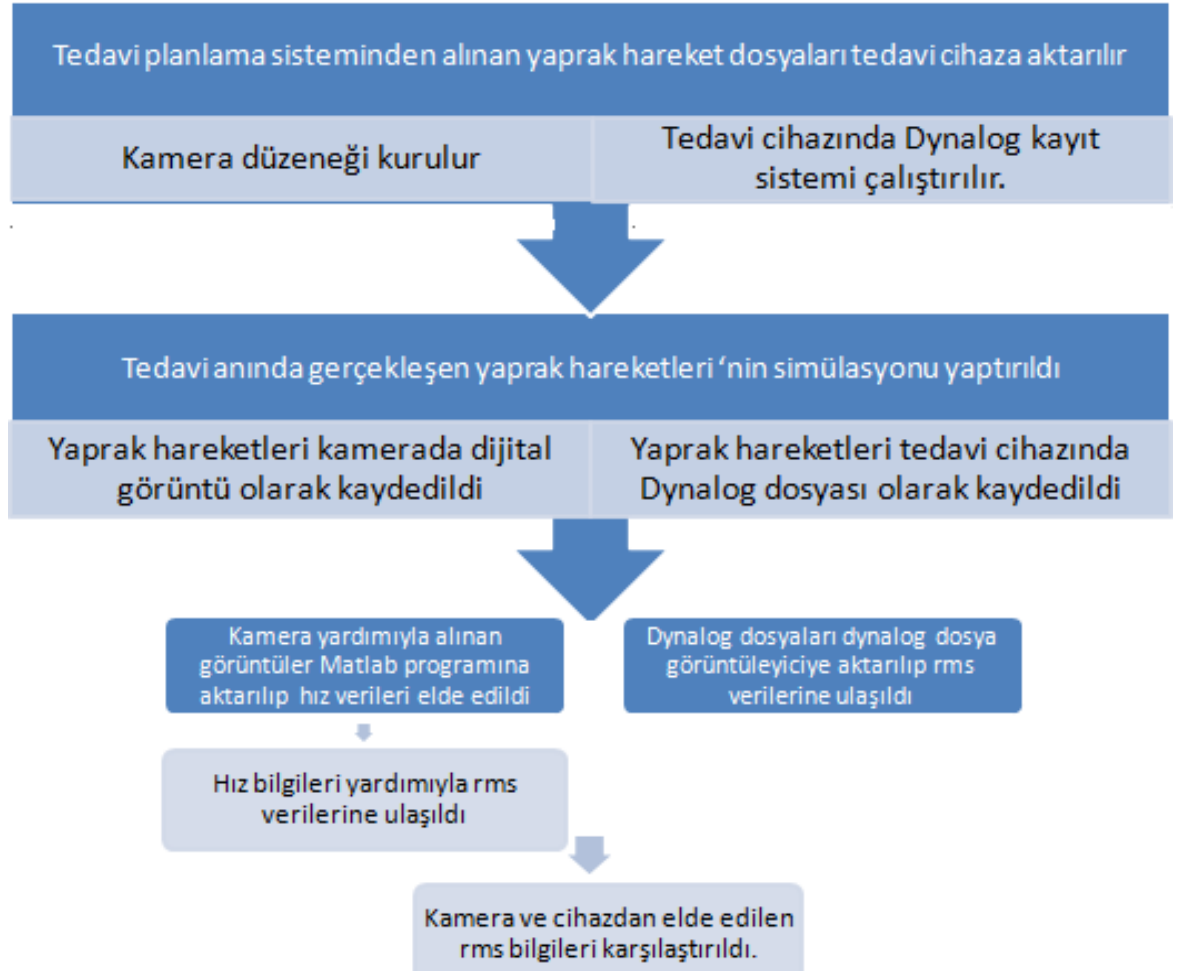 Tedavi planlama sisteminden alınan yaprak hareket dosyaları tedavi cihaza aktarılır
Kamera düzeneği kurulur
Tedavi cihazında Dynalog kayıt
sistemi çalıştırılır.
Tedavi anında gerçekleşen yaprak hareketleri ‘nin simülasyonu yaptırıldı
Yaprak hareketleri kamerada dijital
görüntü olarak kaydedildi
Yaprak hareketleri tedavi cihazında
Dynalog dosyası olarak kaydedildi
Kamera yardımıyla alınan
görüntüler Matlab programına
aktarılıp hız verileri elde edildi
Dynalog dosyaları dynalog dosya
görüntüleyiciye aktarılıp rms
verilerine ulaşıldı
Hız bilgileri yardımıyla rms
verilerine ulaşıldı
Kamera ve cihazdan elde edilen
rms bilgileri karşılaştırıldı.